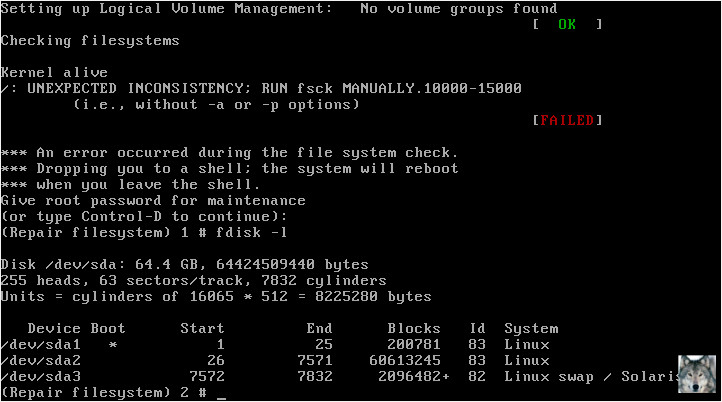 Setting up Logical Volume Management:   No volume groups found
[  OK  ]
Checking filesystems
Kernel alive
/: UNEXPECTED INCONSISTENCY; RUN fsck MANUALLY.10000-15000
(i.e., without -a or -p options)
[FAILED]
*** An error occurred during the file system check.
*** Dropping you to a shell; the system will reboot
*** when you leave the shell.
Give root password for maintenance
(or type Control-D to continue):
(Repair filesystem) 1 # fdisk -l
Disk /dev/sda: 64.4 GB, 64424509440 bytes
255 heads, 63 sectors/track, 7832 cylinders
Units = cylinders of 16065 * 512 = 8225280 bytes
Device Boot      Start         End      Blocks   Id  System
/dev/sda1   *           1          25      200781   83  Linux
/dev/sda2              26        7571    60613245   83  Linux
/dev/sda3            7572        7832     2096482+  82  Linux swap / Solaris
(Repair filesystem) 2 # _